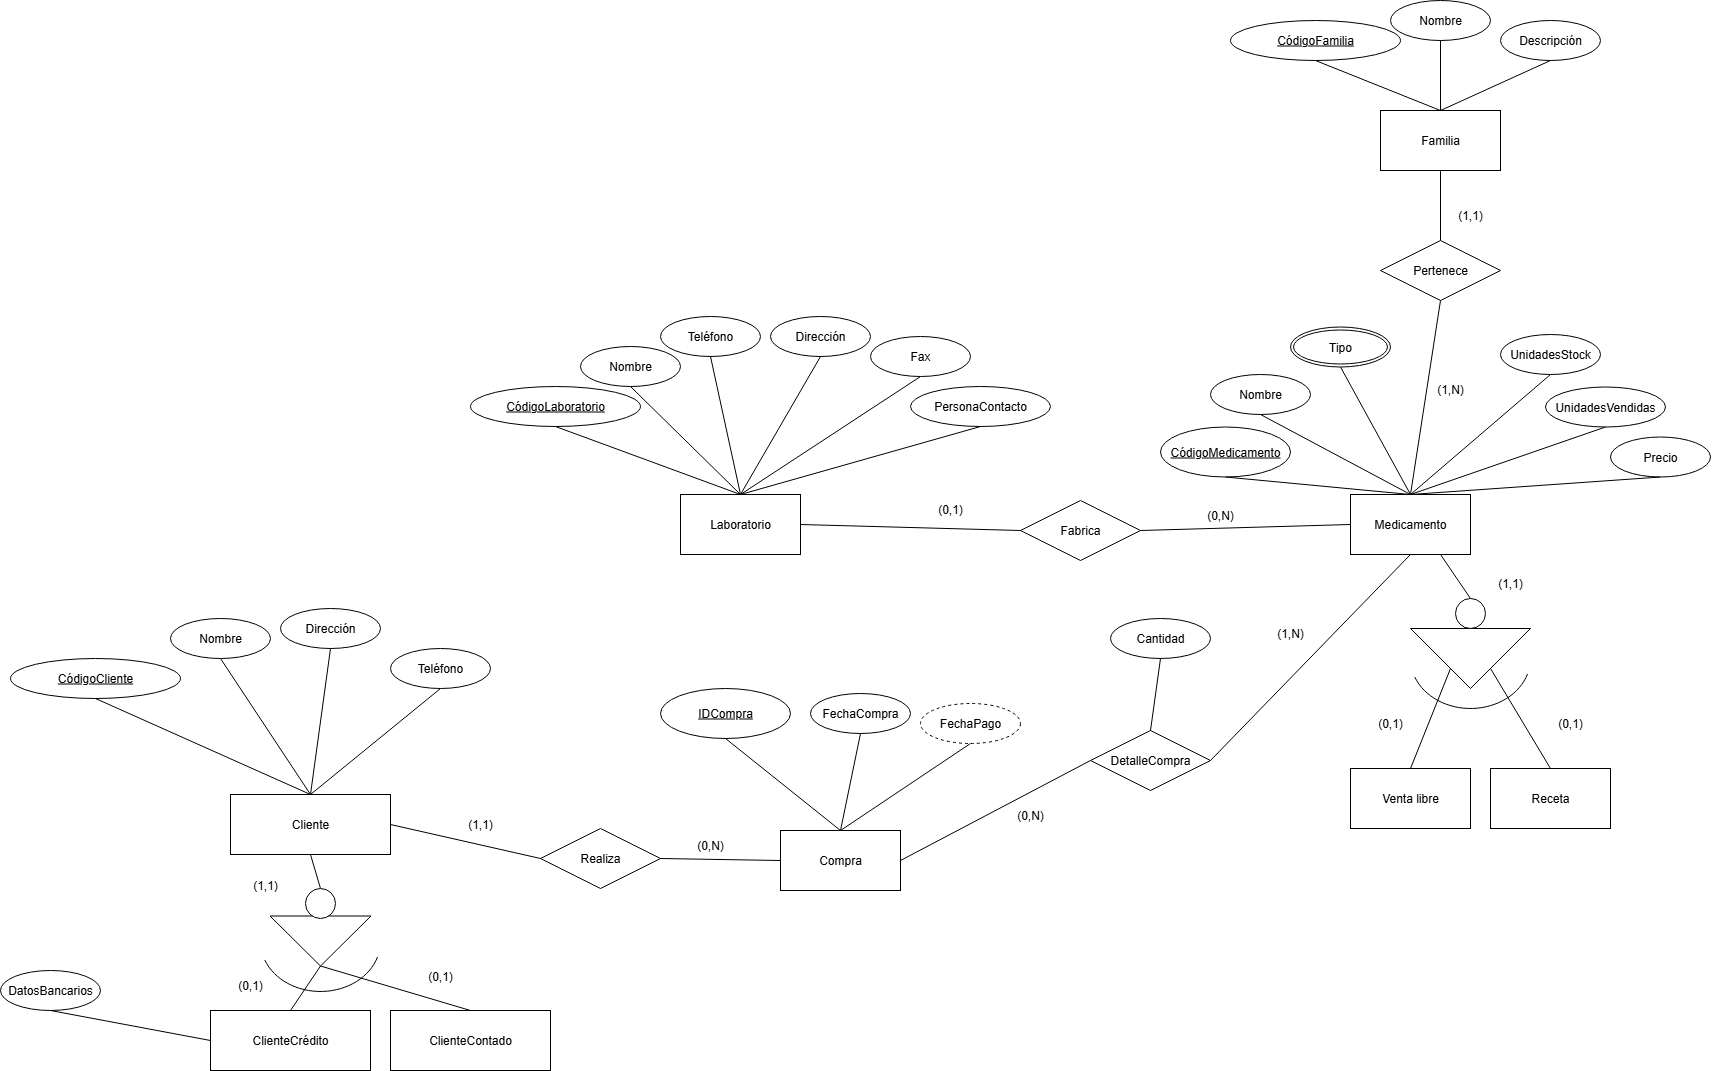 Nombre
CódigoFamilia
Descripción
Familia
(1,1)
Pertenece
Teléfono
Dirección
Tipo
Nombre
Fax
UnidadesStock
(1,N)
CódigoLaboratorio
PersonaContacto
Nombre
UnidadesVendidas
CódigoMedicamento
Precio
(0,1)
(0,N)
Laboratorio
Fabrica
Medicamento
(1,1)
Nombre
Dirección
Cantidad
(1,N)
Teléfono
CódigoCliente
IDCompra
FechaCompra
FechaPago
(0,1)
(0,1)
DetalleCompra
Venta libre
Receta
Cliente
(1,1)
(0,N)
(0,N)
Realiza
Compra
(1,1)
(0,1)
(0,1)
DatosBancarios
ClienteCrédito
ClienteContado